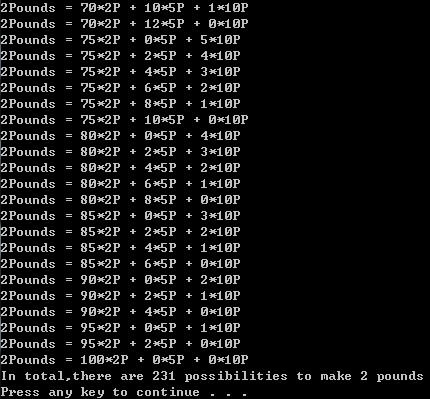 2Pounds = 70*2P + 10*5P + 1*10P
2Pounds = 70*2P + 12*5P + 0*10P
2Pounds = 75*2P + 0*5P + 5*10P
2Pounds = 75*2P + 2*5P + 4*10P
2Pounds = 75*2P + 4*5P + 3*10P
2Pounds = 75*2P + 6*5P + 2*10P
2Pounds = 75*2P + 8*5P + 1*10P
2Pounds = 75*2P + 10*5P + 0*10P
2Pounds = 80*2P + 0*5P + 4*10P
2Pounds = 80*2P + 2*5P + 3*10P
2Pounds = 80*2P + 4*5P + 2*10P
2Pounds = 80*2P + 6*5P + 1*10P
2Pounds = 80*2P + 8*5P + 0*10P
2Pounds = 85*2P + 0*5P + 3*10P
2Pounds = 85*2P + 2*5P + 2*10P
2Pounds = 85*2P + 4*5P + 1*10P
2Pounds = 85*2P + 6*5P + 0*10P
2Pounds = 90*2P + 0*5P + 2*10P
2Pounds = 90*2P + 2*5P + 1*10P
2Pounds = 90*2P + 4*5P + 0*10P
2Pounds = 95*2P + 0*5P + 1*10P
2Pounds = 95*2P + 2*5P + 0*10P
2Pounds = 100*2P + 0*5P + 0*10P
In total,there are 231 possibilities to make 2 pounds
Press any key to continue . . .